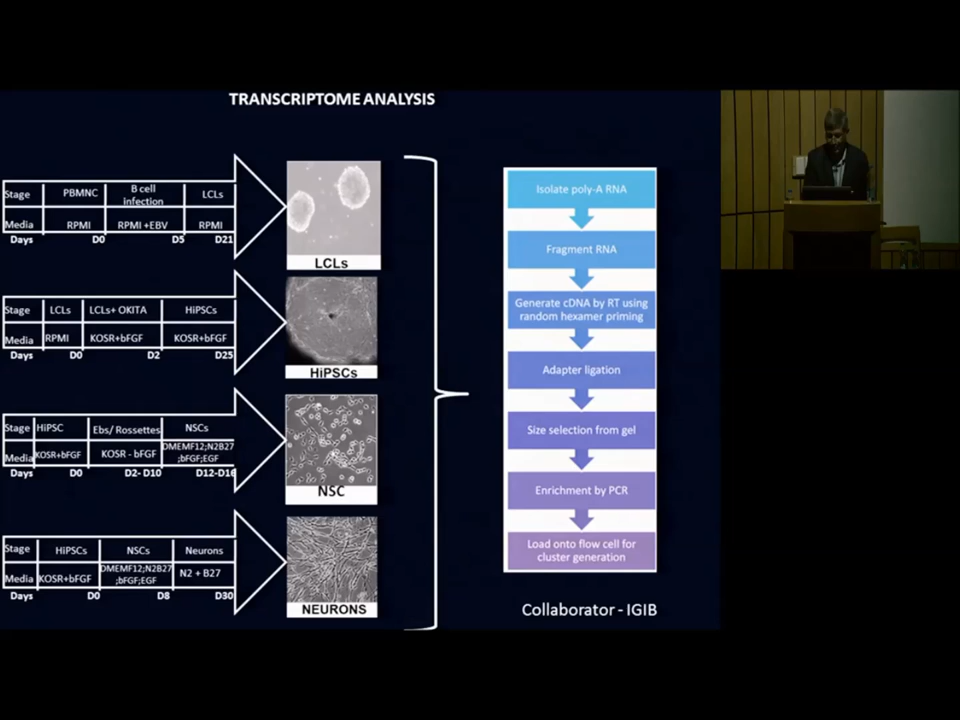 TRANSCRIPTOME ANALYSIS
Stage PBMNC B cell infection LCLs
Media RPMI RPMI +EBV RPMI
Days D0 D5 D21
LCLs
Stage LCLs LCLs+ OKITA HiPSCs
Media RPMI KOSR+bFGF KOSR+bFGF
Days D0 D2 D25
HiPSCs
Stage HiPSC Ebs/ Rossettes NSCs
Media KOSR+bFGF KOSR - bFGF DMEMF12;N2B27 ;bFGF;EGF
Days D0 D2- D10 D12-D16
NSC
Stage HiPSCs NSCs Neurons
Media KOSR+bFGF DMEMF12;N2B27 ;bFGF;EGF N2 + B27
Days D0 D8 D30
NEURONS
Isolate poly-A RNA
Fragment RNA
Generate cDNA by RT using
random hexamer priming
Adapter ligation
Size selection from gel
Enrichment by PCR
Load onto flow cell for
cluster generation
Collaborator - IGIB